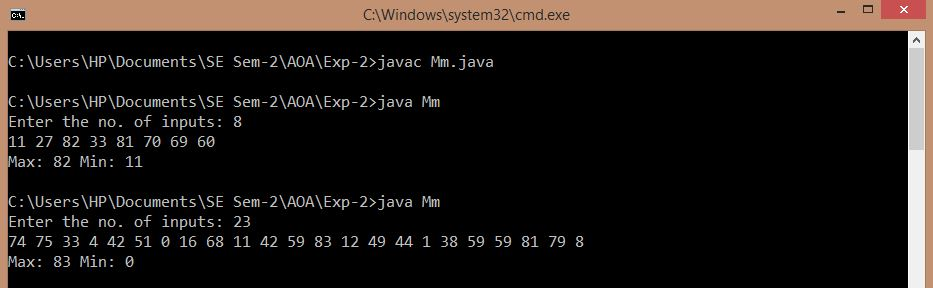 C:\Windows\system32\cmd.exe
C:\Users\HP\Documents\SE Sem-2\AOA\Exp-2>javac Mm.java
C:\Users\HP\Documents\SE Sem-2\AOA\Exp-2>java Mm
Enter the no. of inputs: 8
11 27 82 33 81 70 69 60
Max: 82 Min: 11
C:\Users\HP\Documents\SE Sem-2\AOA\Exp-2>java Mm
Enter the no. of inputs: 23
74 75 33 4 42 51 0 16 68 11 42 59 83 12 49 44 1 38 59 59 81 79 8
Max: 83 Min: 0